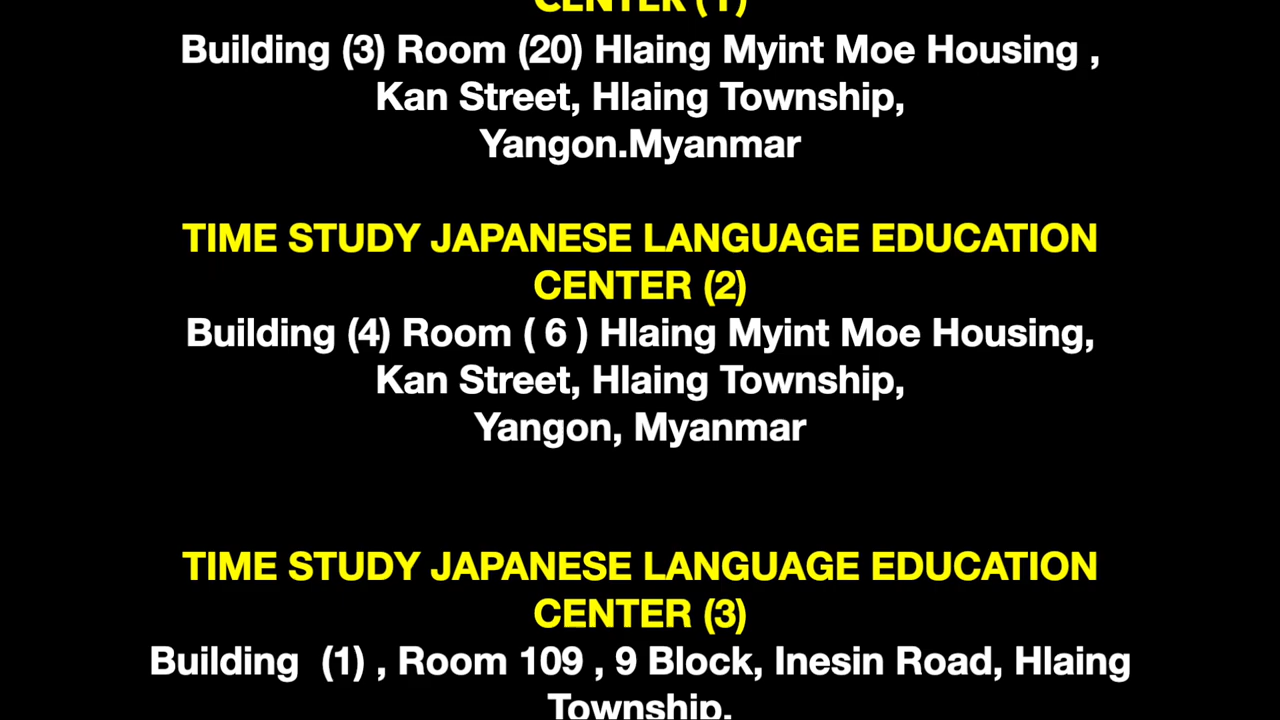 CENTER (1)
Building (3) Room (20) Hlaing Myint Moe Housing ,
Kan Street, Hlaing Township,
Yangon.Myanmar
TIME STUDY JAPANESE LANGUAGE EDUCATION
CENTER (2)
Building (4) Room ( 6 ) Hlaing Myint Moe Housing,
Kan Street, Hlaing Township,
Yangon, Myanmar
TIME STUDY JAPANESE LANGUAGE EDUCATION
CENTER (3)
Building (1) , Room 109 , 9 Block, Inesin Road, Hlaing
Township.